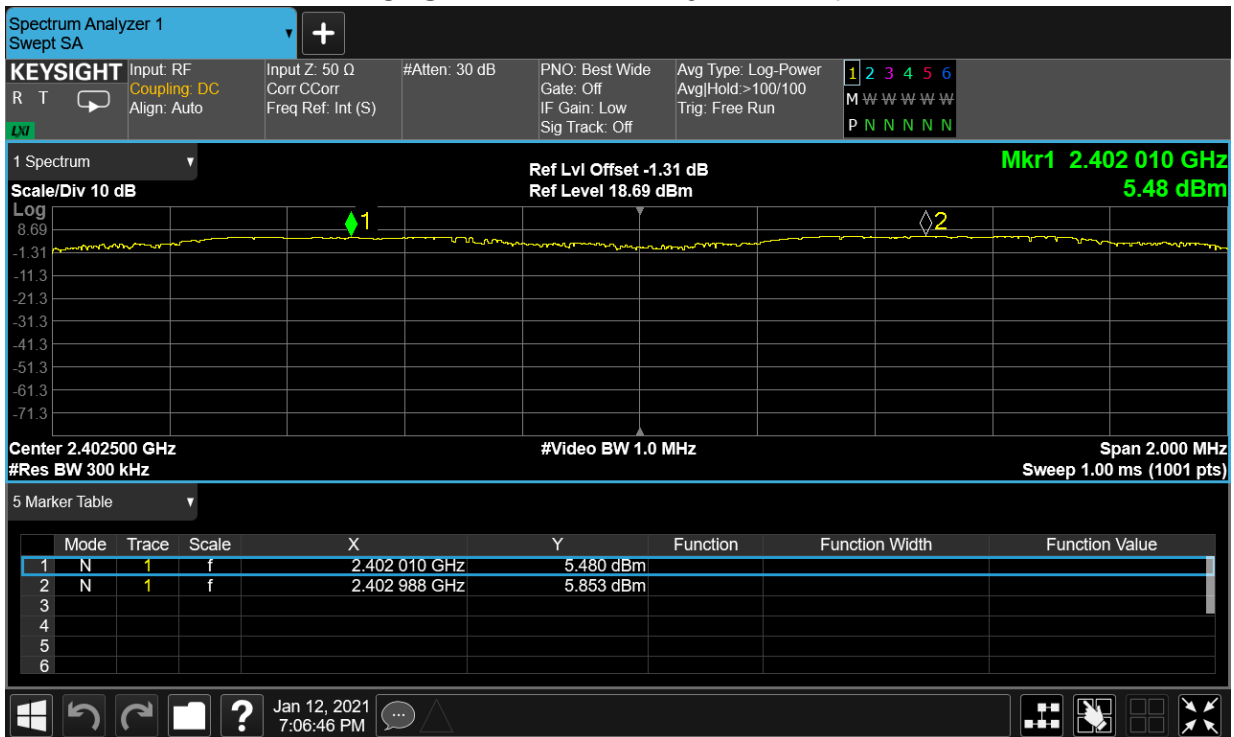 Spectrum Analyzer 1
Swept SA
▼ +
KEYSIGHT Input: RF Input Z: 50 Ω #Atten: 30 dB PNO: Best Wide Avg Type: Log-Power 1 2 3 4 5 6
R T Coupling: DC Corr CCorr Gate: Off Avg|Hold:>100/100 M W W W W W
Align: Auto Freq Ref: Int (S) IF Gain: Low Trig: Free Run
LXI Sig Track: Off P N N N N N
1 Spectrum ▼ Ref Lvl Offset -1.31 dB Mkr1 2.402 010 GHz
Scale/Div 10 dB Ref Level 18.69 dBm 5.48 dBm
Log
1 2
8.69
-1.31
-11.3
-21.3
-31.3
-41.3
-51.3
-61.3
-71.3
Center 2.402500 GHz #Video BW 1.0 MHz Span 2.000 MHz
#Res BW 300 kHz Sweep 1.00 ms (1001 pts)
5 Marker Table ▼
Mode Trace Scale X Y Function Function Width Function Value
1 N 1 f 2.402 010 GHz 5.480 dBm
2 N 1 f 2.402 988 GHz 5.853 dBm
3
4
5
6
? Jan 12, 2021
7:06:46 PM